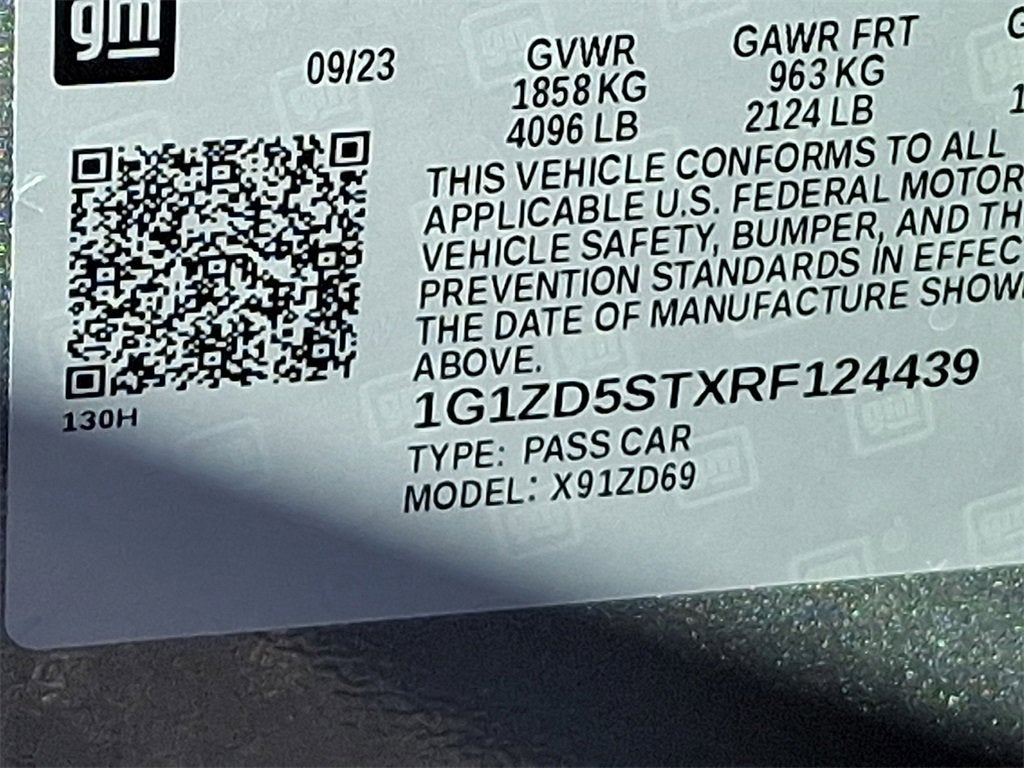 gm
09/23
GVWR
1858 KG
4096 LB
GAWR FRT
963 KG
2124 LB
G
1
THIS VEHICLE CONFORMS TO ALL
APPLICABLE U.S. FEDERAL MOTOR
VEHICLE SAFETY, BUMPER, AND TH
PREVENTION STANDARDS IN EFFEC
THE DATE OF MANUFACTURE SHOW
ABOVE.
1G1ZD5STXRF124439
TYPE: PASS CAR
MODEL: X91ZD69
130H